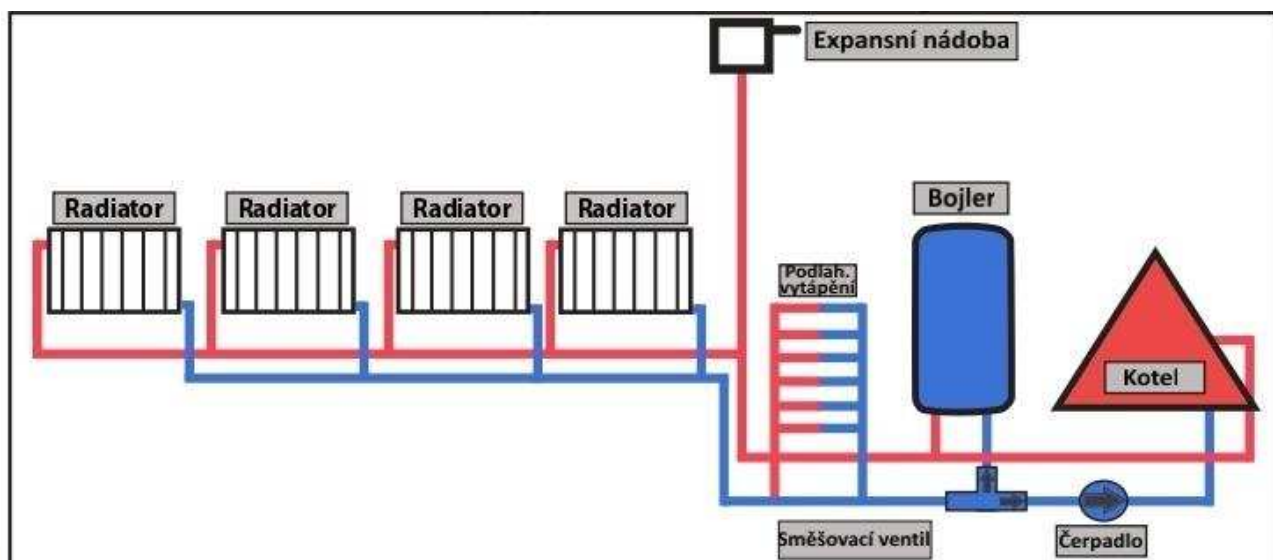 Expansní nádoba
Radiator
Radiator
Radiator
Radiator
Bojler
Podlah.
vytápění
Kotel
Směšovací ventil
Čerpadlo